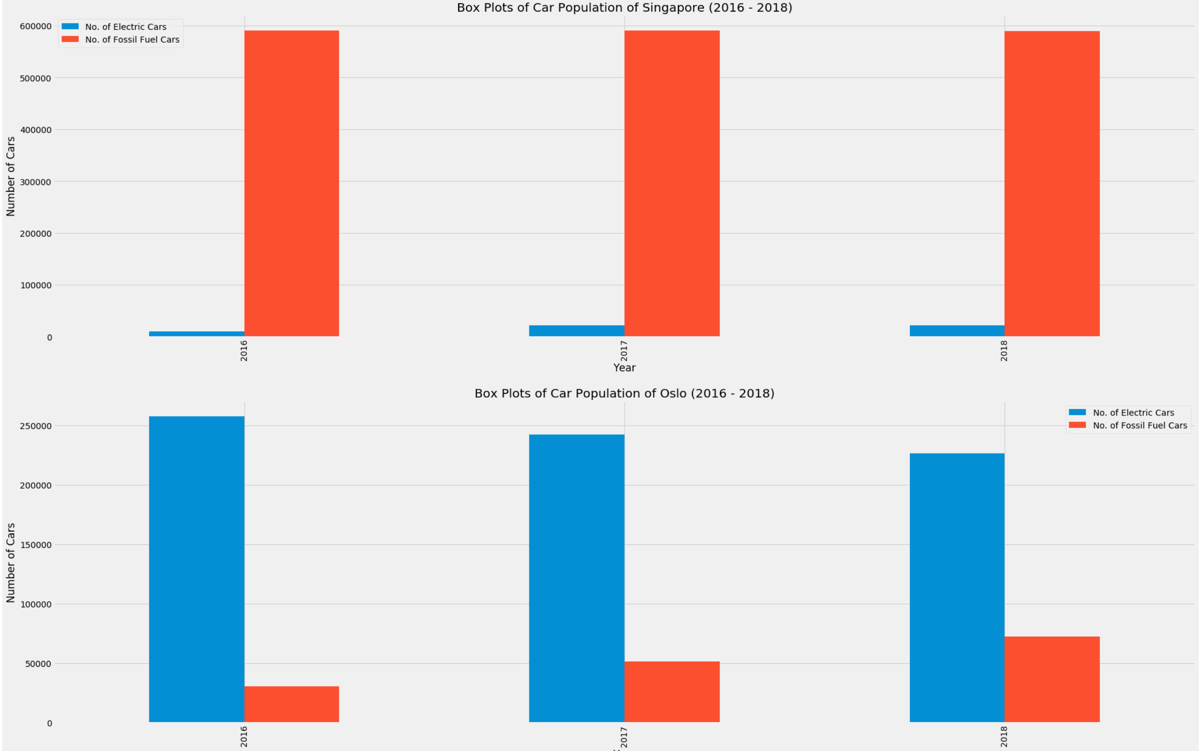 Box Plots of Car Population of Singapore (2016 - 2018)
No. of Electric Cars
No. of Fossil Fuel Cars
Number of Cars
600000
500000
400000
300000
200000
100000
0
2016
2017
2018
Year
Box Plots of Car Population of Oslo (2016 - 2018)
No. of Electric Cars
No. of Fossil Fuel Cars
Number of Cars
250000
200000
150000
100000
50000
0
2016
2017
2018